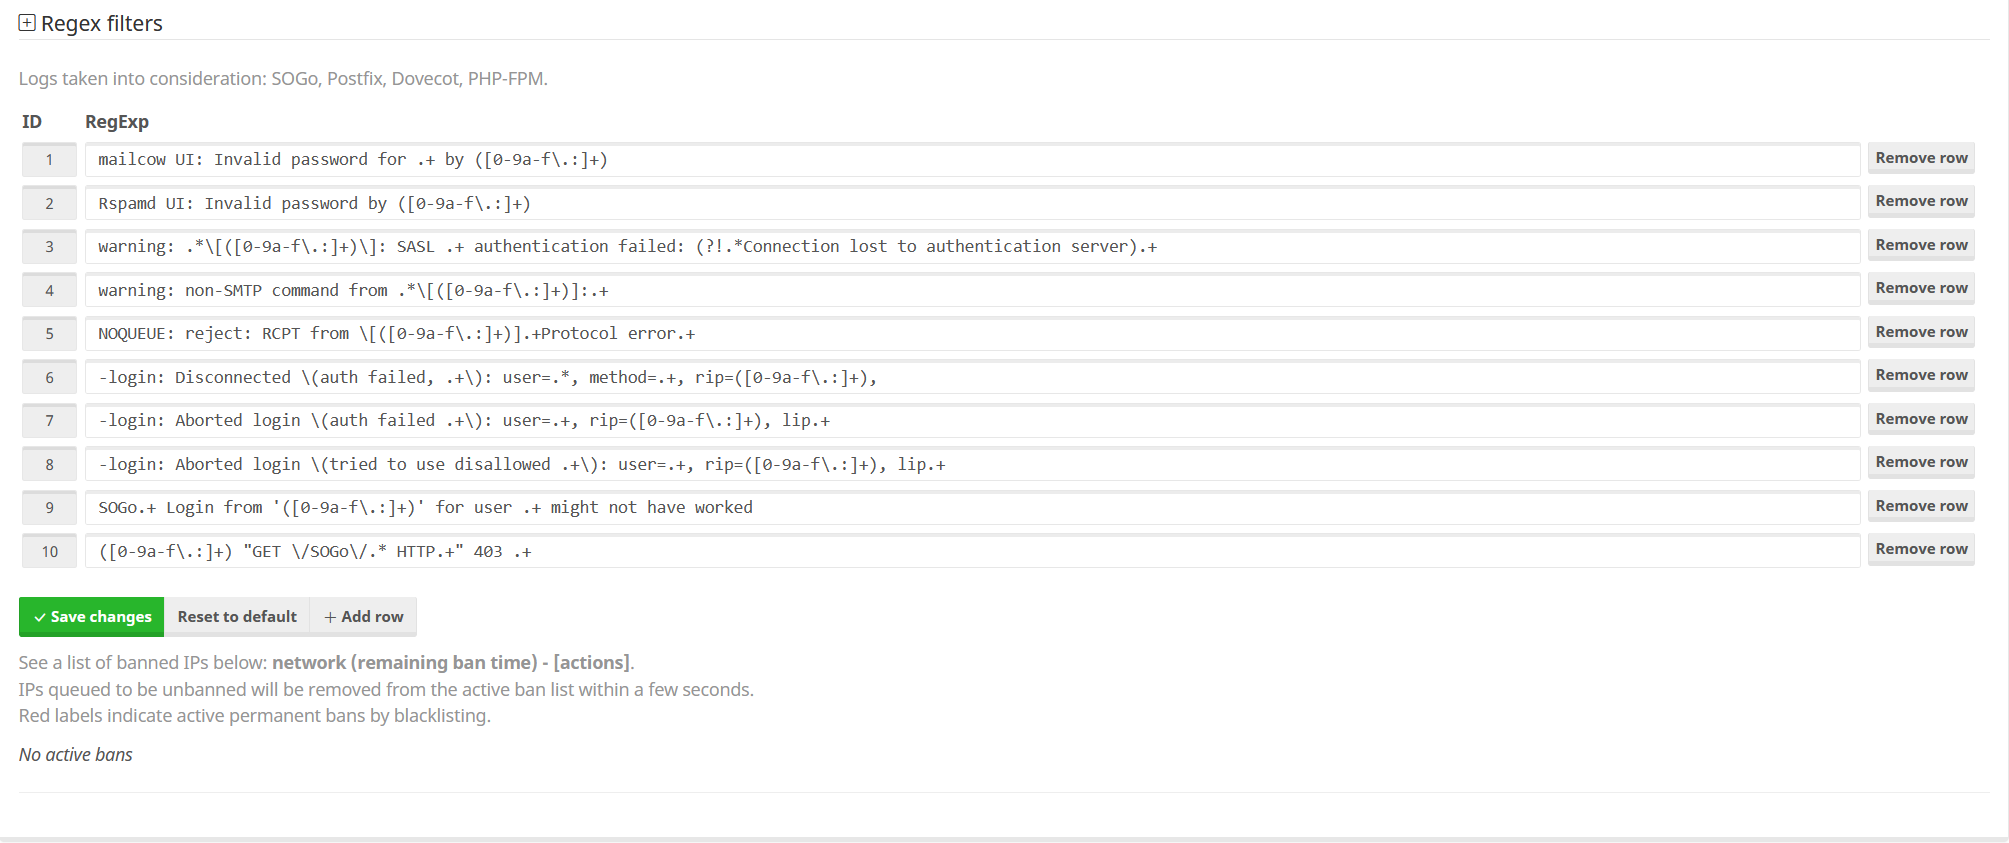 Regex filters
Logs taken into consideration: SOGo, Postfix, Dovecot, PHP-FPM.
ID RegExp
1 mailcow UI: Invalid password for .+ by ([0-9a-f\.:]+) Remove row
2 Rspamd UI: Invalid password by ([0-9a-f\.:]+) Remove row
3 warning: .*\[([0-9a-f\.:]+)\]: SASL .+ authentication failed: (?!.*Connection lost to authentication server).+ Remove row
4 warning: non-SMTP command from .*\[([0-9a-f\.:]+)]:.+ Remove row
5 NOQUEUE: reject: RCPT from \[([0-9a-f\.:]+)].+Protocol error.+ Remove row
6 -login: Disconnected \(auth failed, .+\): user=.*, method=.+, rip=([0-9a-f\.:]+), Remove row
7 -login: Aborted login \(auth failed .+\): user=.+, rip=([0-9a-f\.:]+), lip.+ Remove row
8 -login: Aborted login \(tried to use disallowed .+\): user=.+, rip=([0-9a-f\.:]+), lip.+ Remove row
9 SOGo.+ Login from '([0-9a-f\.:]+)' for user .+ might not have worked Remove row
10 ([0-9a-f\.:]+) "GET \/SOGo\/.* HTTP.+" 403 .+ Remove row
Save changes Reset to default + Add row
See a list of banned IPs below: network (remaining ban time) - [actions].
IPs queued to be unbanned will be removed from the active ban list within a few seconds.
Red labels indicate active permanent bans by blacklisting.
No active bans